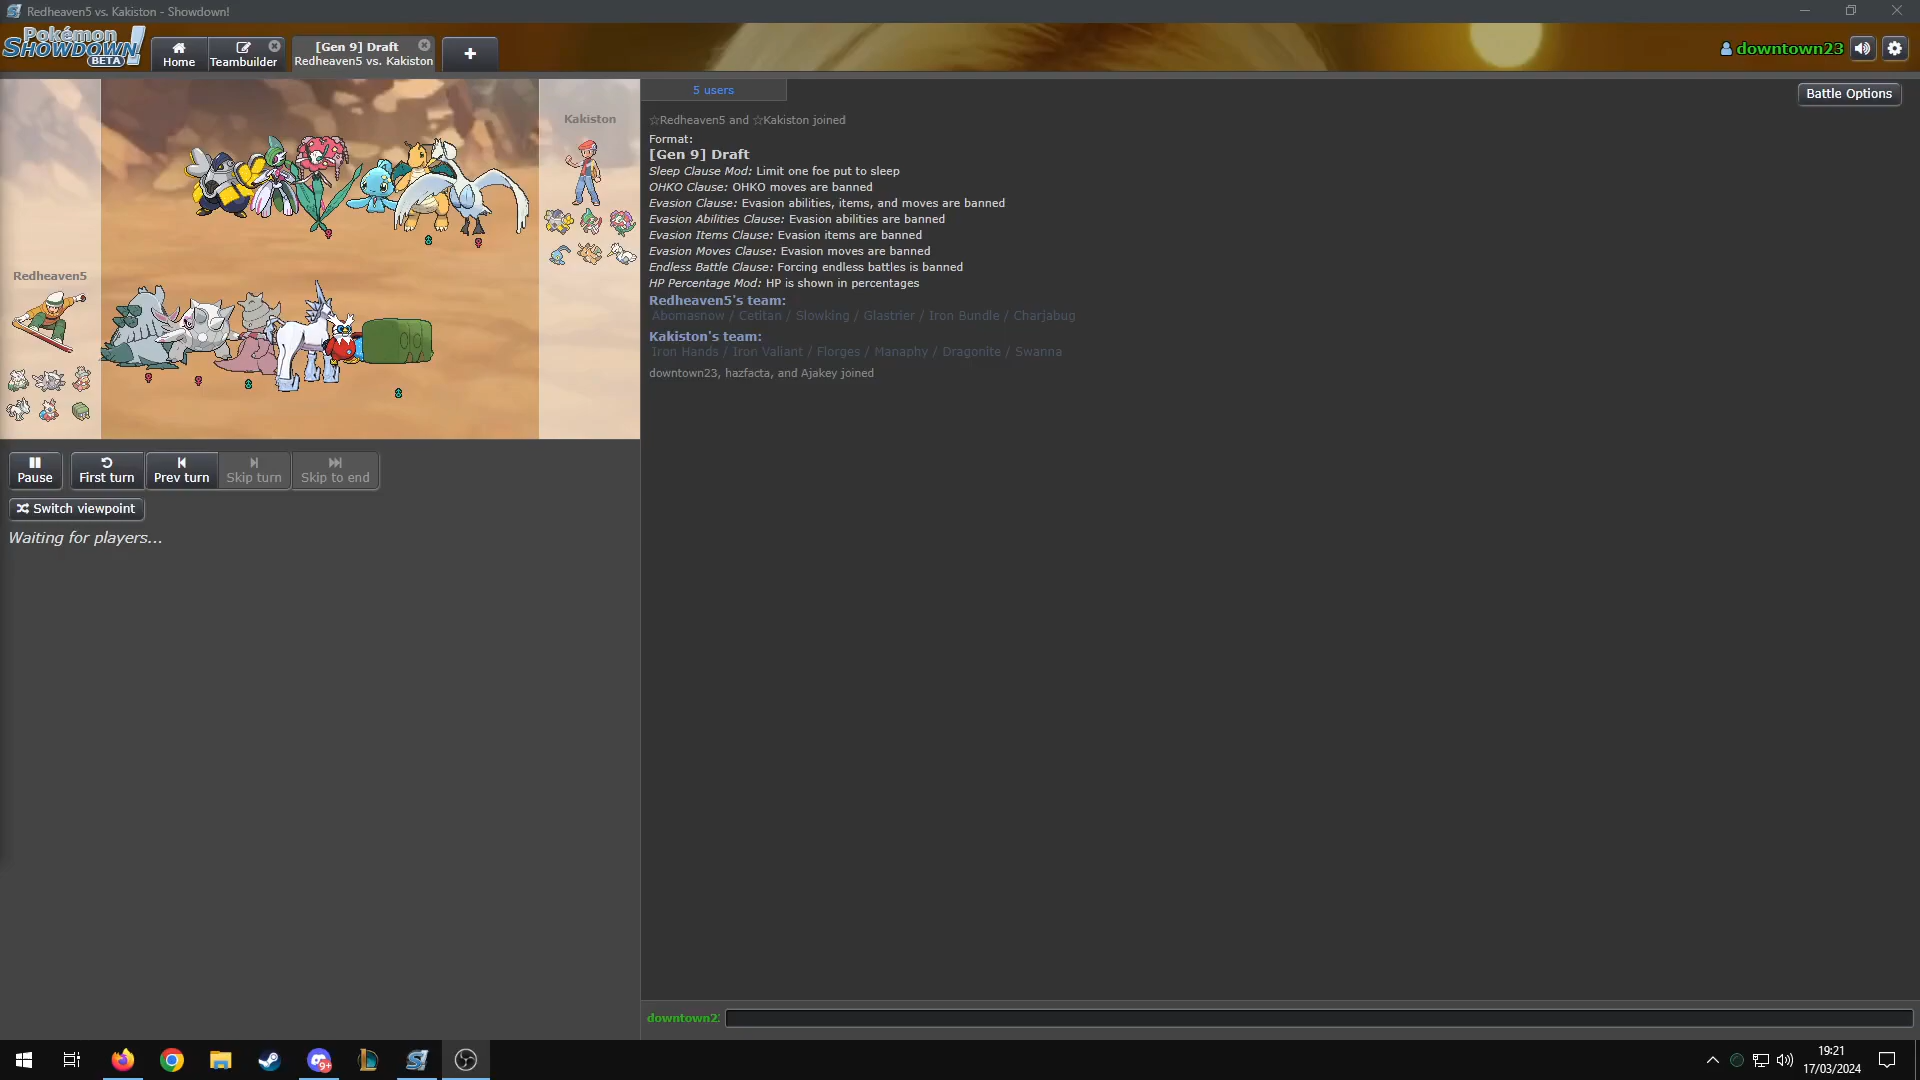 Redheaven5 vs. Kakiston - Showdown!
Pokémon
SHOWDOWN!
BETA
Home
Teambuilder
[Gen 9] Draft
Redheaven5 vs. Kakiston
downtown23
5 users
Battle Options
Kakiston
Redheaven5
☆Redheaven5 and ☆Kakiston joined
Format:
[Gen 9] Draft
Sleep Clause Mod: Limit one foe put to sleep
OHKO Clause: OHKO moves are banned
Evasion Clause: Evasion abilities, items, and moves are banned
Evasion Abilities Clause: Evasion abilities are banned
Evasion Items Clause: Evasion items are banned
Evasion Moves Clause: Evasion moves are banned
Endless Battle Clause: Forcing endless battles is banned
HP Percentage Mod: HP is shown in percentages
Redheaven5's team:
Abomasnow / Cetitan / Slowking / Glastrier / Iron Bundle / Charjabug
Kakiston's team:
Iron Hands / Iron Valiant / Florges / Manaphy / Dragonite / Swanna
downtown23, hazfacta, and Ajakey joined
Pause
First turn
Prev turn
Skip turn
Skip to end
Switch viewpoint
Waiting for players...
downtown2
9+
19:21
17/03/2024